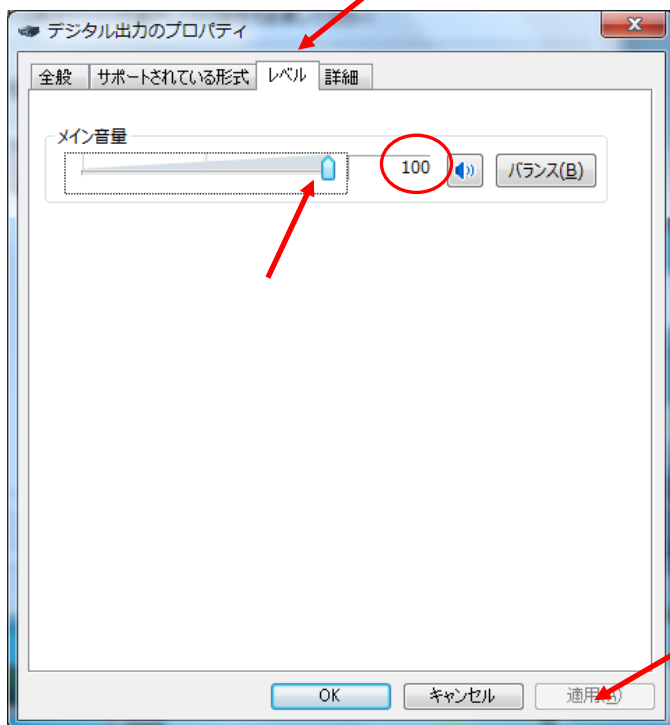 デジタル出力のプロパティ
全般 サポートされている形式 レベル 詳細
メイン音量
100 バランス(B)
OK キャンセル 適用(A)